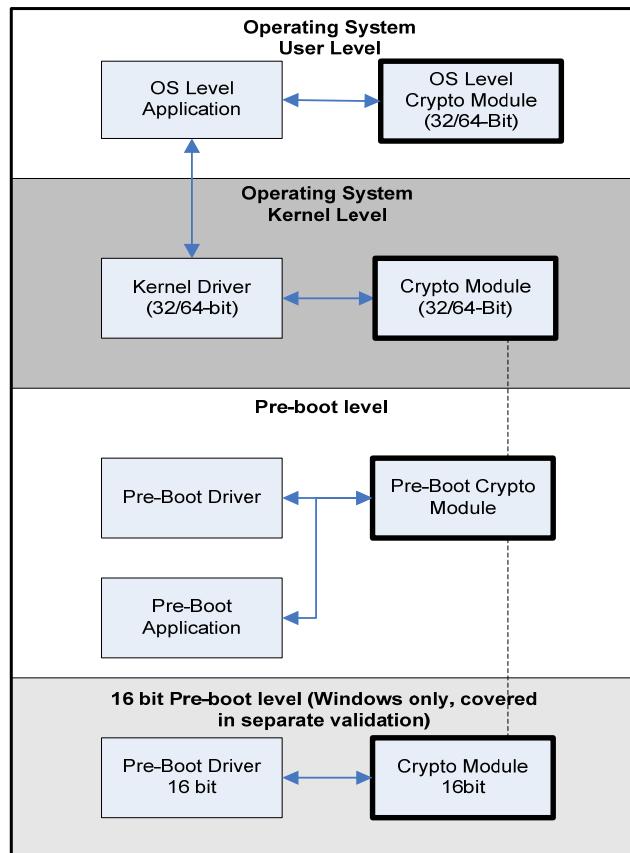 Operating System
User Level
OS Level
Application
OS Level
Crypto Module
(32/64-Bit)
Operating System
Kernel Level
Kernel Driver
(32/64-bit)
Crypto Module
(32/64-Bit)
Pre-boot level
Pre-Boot Driver
Pre-Boot Crypto
Module
Pre-Boot
Application
16 bit Pre-boot level (Windows only, covered
in separate validation)
Pre-Boot Driver
16 bit
Crypto Module
16bit